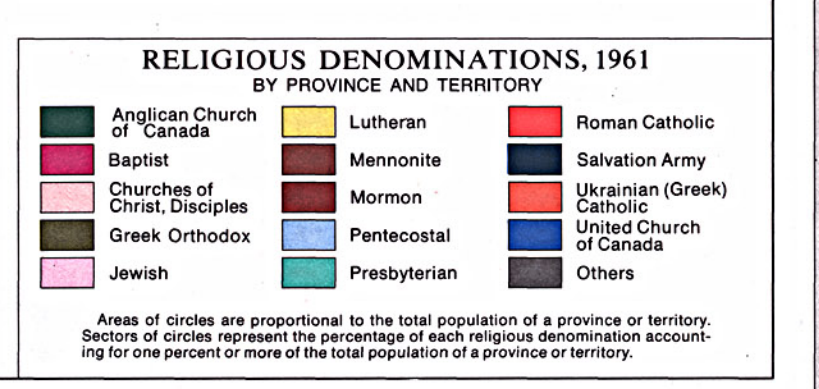 RELIGIOUS DENOMINATIONS, 1961
BY PROVINCE AND TERRITORY
Anglican Church
of Canada
Baptist
Churches of
Christ, Disciples
Greek Orthodox
Jewish
Lutheran
Mennonite
Mormon
Pentecostal
Presbyterian
Roman Catholic
Salvation Army
Ukrainian (Greek)
Catholic
United Church
of Canada
Others
Areas of circles are proportional to the total population of a province or territory.
Sectors of circles represent the percentage of each religious denomination account-
ing for one percent or more of the total population of a province or territory.